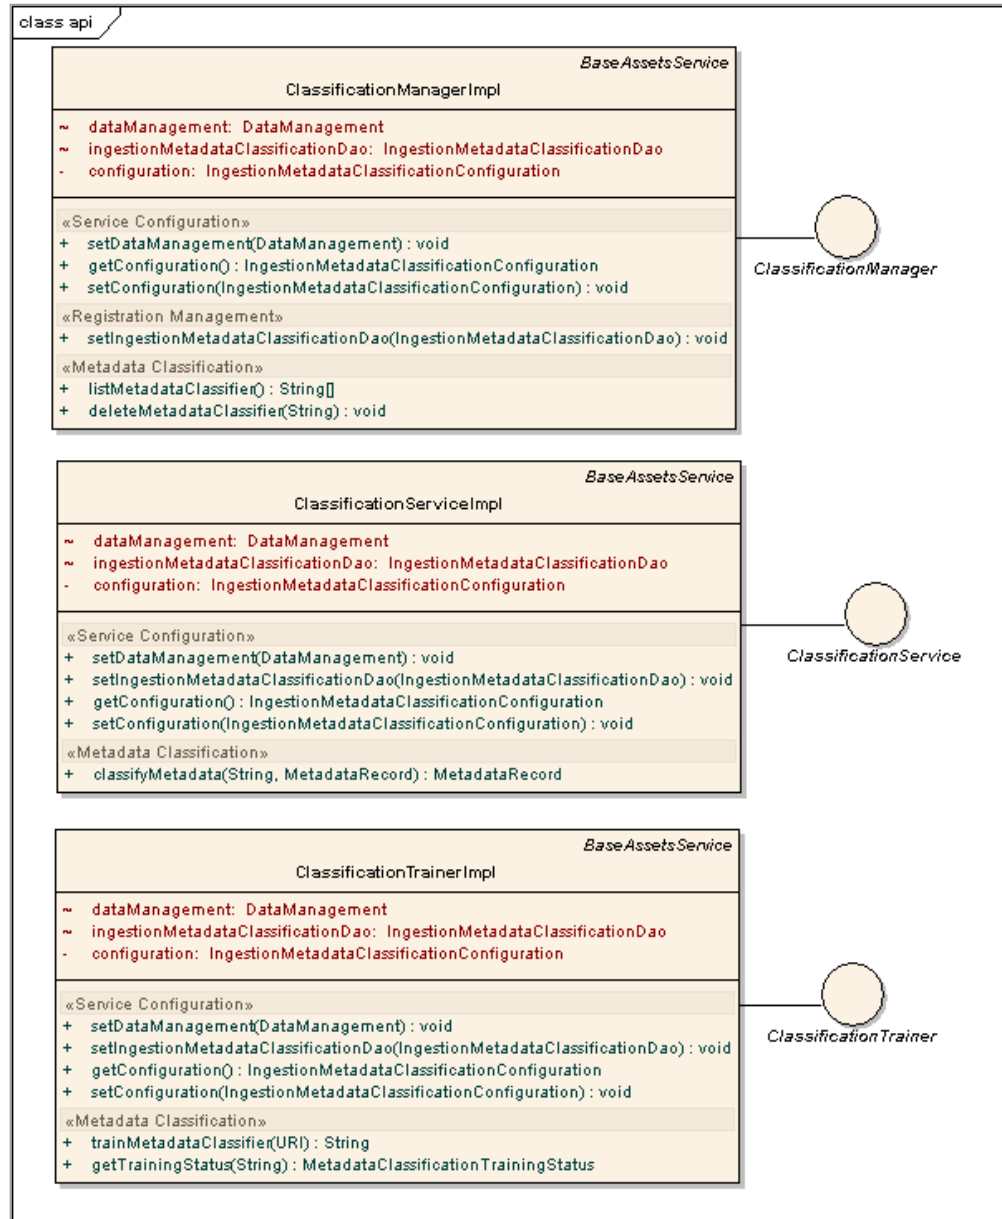 class api
BaseAssetsService
ClassificationManagerImpl
~ dataManagement: DataManagement
~ ingestionMetadataClassificationDao: IngestionMetadataClassificationDao
- configuration: IngestionMetadataClassificationConfiguration
«Service Configuration»
+ setDataManagement(DataManagement) : void
+ getConfiguration() : IngestionMetadataClassificationConfiguration
+ setConfiguration(IngestionMetadataClassificationConfiguration) : void
«Registration Management»
+ setIngestionMetadataClassificationDao(IngestionMetadataClassificationDao) : void
«Metadata Classification»
+ listMetadataClassifier() : String[]
+ deleteMetadataClassifier(String) : void
ClassificationManager
BaseAssetsService
ClassificationServiceImpl
~ dataManagement: DataManagement
~ ingestionMetadataClassificationDao: IngestionMetadataClassificationDao
- configuration: IngestionMetadataClassificationConfiguration
«Service Configuration»
+ setDataManagement(DataManagement) : void
+ setIngestionMetadataClassificationDao(IngestionMetadataClassificationDao) : void
+ getConfiguration() : IngestionMetadataClassificationConfiguration
+ setConfiguration(IngestionMetadataClassificationConfiguration) : void
«Metadata Classification»
+ classifyMetadata(String, MetadataRecord) : MetadataRecord
ClassificationService
BaseAssetsService
ClassificationTrainerImpl
~ dataManagement: DataManagement
~ ingestionMetadataClassificationDao: IngestionMetadataClassificationDao
- configuration: IngestionMetadataClassificationConfiguration
«Service Configuration»
+ setDataManagement(DataManagement) : void
+ setIngestionMetadataClassificationDao(IngestionMetadataClassificationDao) : void
+ getConfiguration() : IngestionMetadataClassificationConfiguration
+ setConfiguration(IngestionMetadataClassificationConfiguration) : void
«Metadata Classification»
+ trainMetadataClassifier(URI) : String
+ getTrainingStatus(String) : MetadataClassificationTrainingStatus
ClassificationTrainer